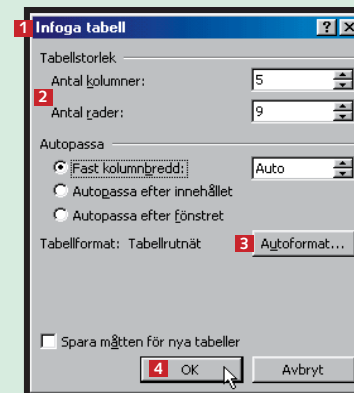 1 Infoga tabell
Tabellstorlek
Antal kolumner: 5
2
Antal rader: 9
Autopassa
Fast kolumnbredd: Auto
Autopassa efter innehållet
Autopassa efter fönstret
Tabellformat: Tabellrutnät 3 Autoformat...
Spara måtten för nya tabeller
4 OK Avbryt